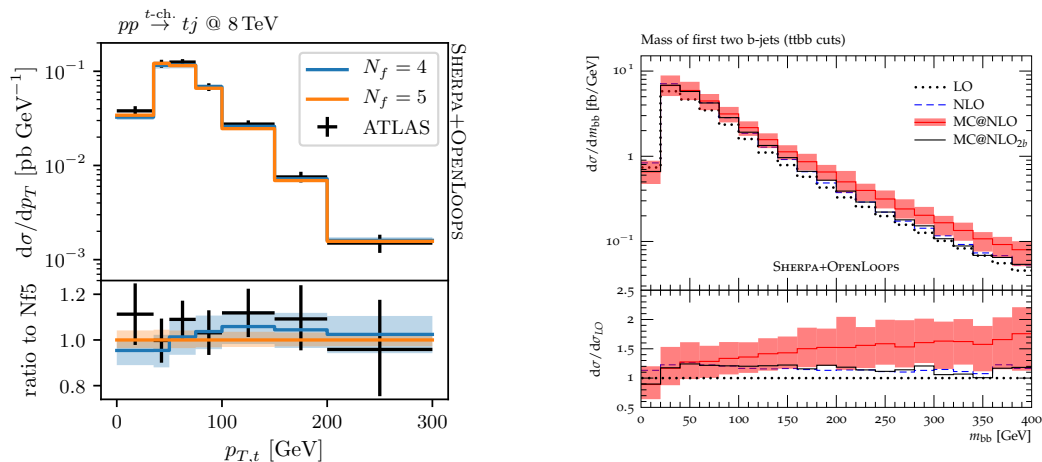 pp t-ch. → tj @ 8 TeV
10⁻¹
10⁻²
10⁻³
dσ/dp_T [pb GeV⁻¹]
N_f = 4
N_f = 5
ATLAS
SHERPA+OPENLOOPS
1.2
1.0
0.8
ratio to Nf5
0 100 200 300
p_{T,t} [GeV]
Mass of first two b-jets (ttbb cuts)
10¹
1
10⁻¹
dσ/dm_bb [fb/GeV]
LO
NLO
MC@NLO
MC@NLO_{2b}
SHERPA+OPENLOOPS
2.5
2
1.5
1
0.5
dσ/dσ_LO
0 50 100 150 200 250 300 350 400
m_bb [GeV]